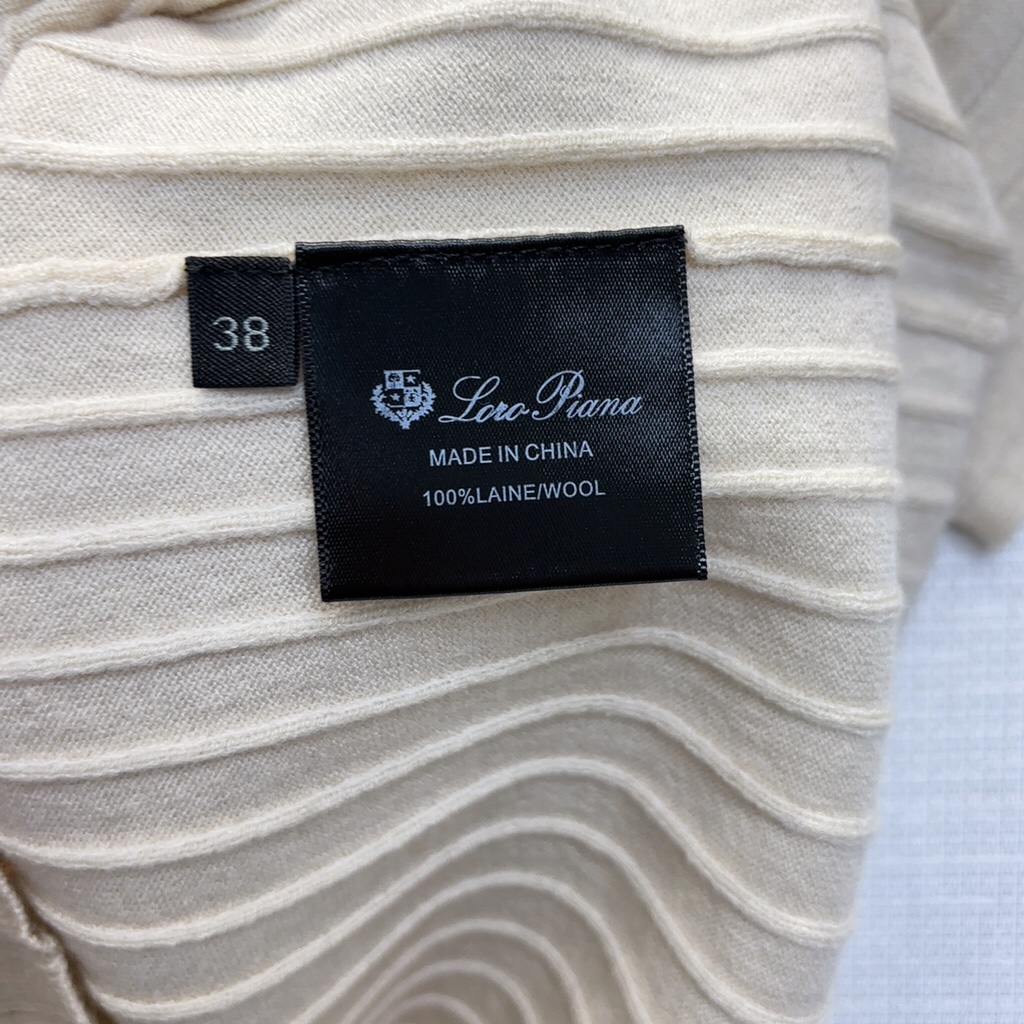 38
Loro Piana
MADE IN CHINA
100%LAINE/WOOL